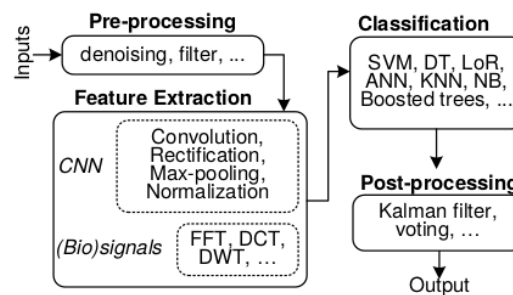 Inputs
Pre-processing
denoising, filter, ...
Feature Extraction
CNN
Convolution,
Rectification,
Max-pooling,
Normalization
(Bio)signals
FFT, DCT,
DWT, ...
Classification
SVM, DT, LoR,
ANN, KNN, NB,
Boosted trees, ...
Post-processing
Kalman filter,
voting, ...
Output